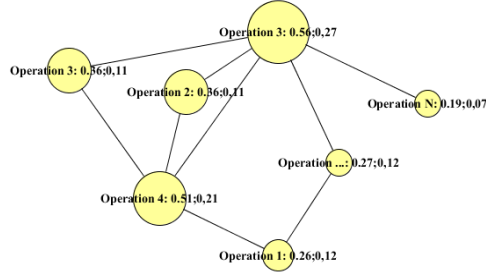 Operation 3: 0.56;0,27
Operation 3: 0.36;0,11
Operation 2: 0.36;0,11
Operation N: 0.19;0,07
Operation ...: 0.27;0,12
Operation 4: 0.51;0,21
Operation 1: 0.26;0,12